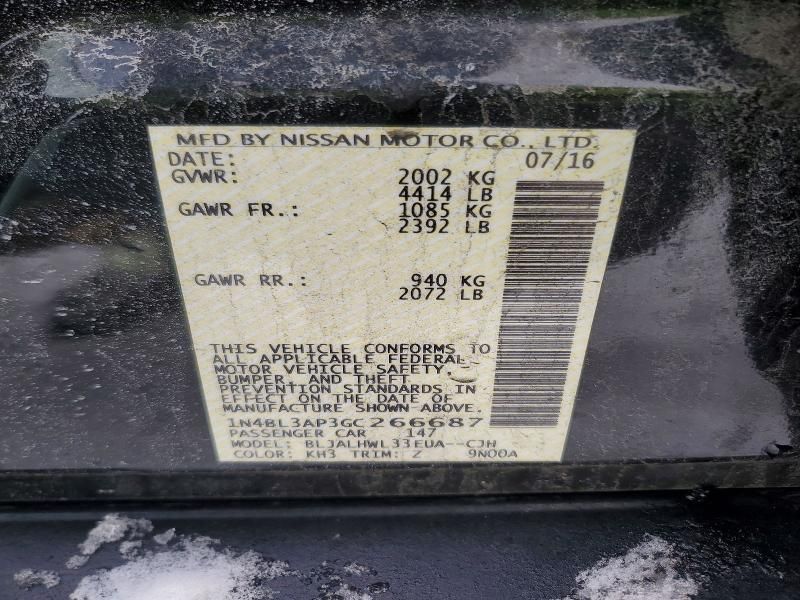 MFD BY NISSAN MOTOR CO., LTD.
DATE: 07/16
GVWR: 2002 KG
4414 LB
GAWR FR.: 1085 KG
2392 LB
GAWR RR.: 940 KG
2072 LB
THIS VEHICLE CONFORMS TO
ALL APPLICABLE FEDERAL
MOTOR VEHICLE SAFETY,
BUMPER, AND THEFT
PREVENTION STANDARDS IN
EFFECT ON THE DATE OF
MANUFACTURE SHOWN ABOVE.
1N4BL3AP3GC266687
PASSENGER CAR 147
MODEL: BLJALHWL33EUA--CJH
COLOR: KH3 TRIM: Z 9N00A